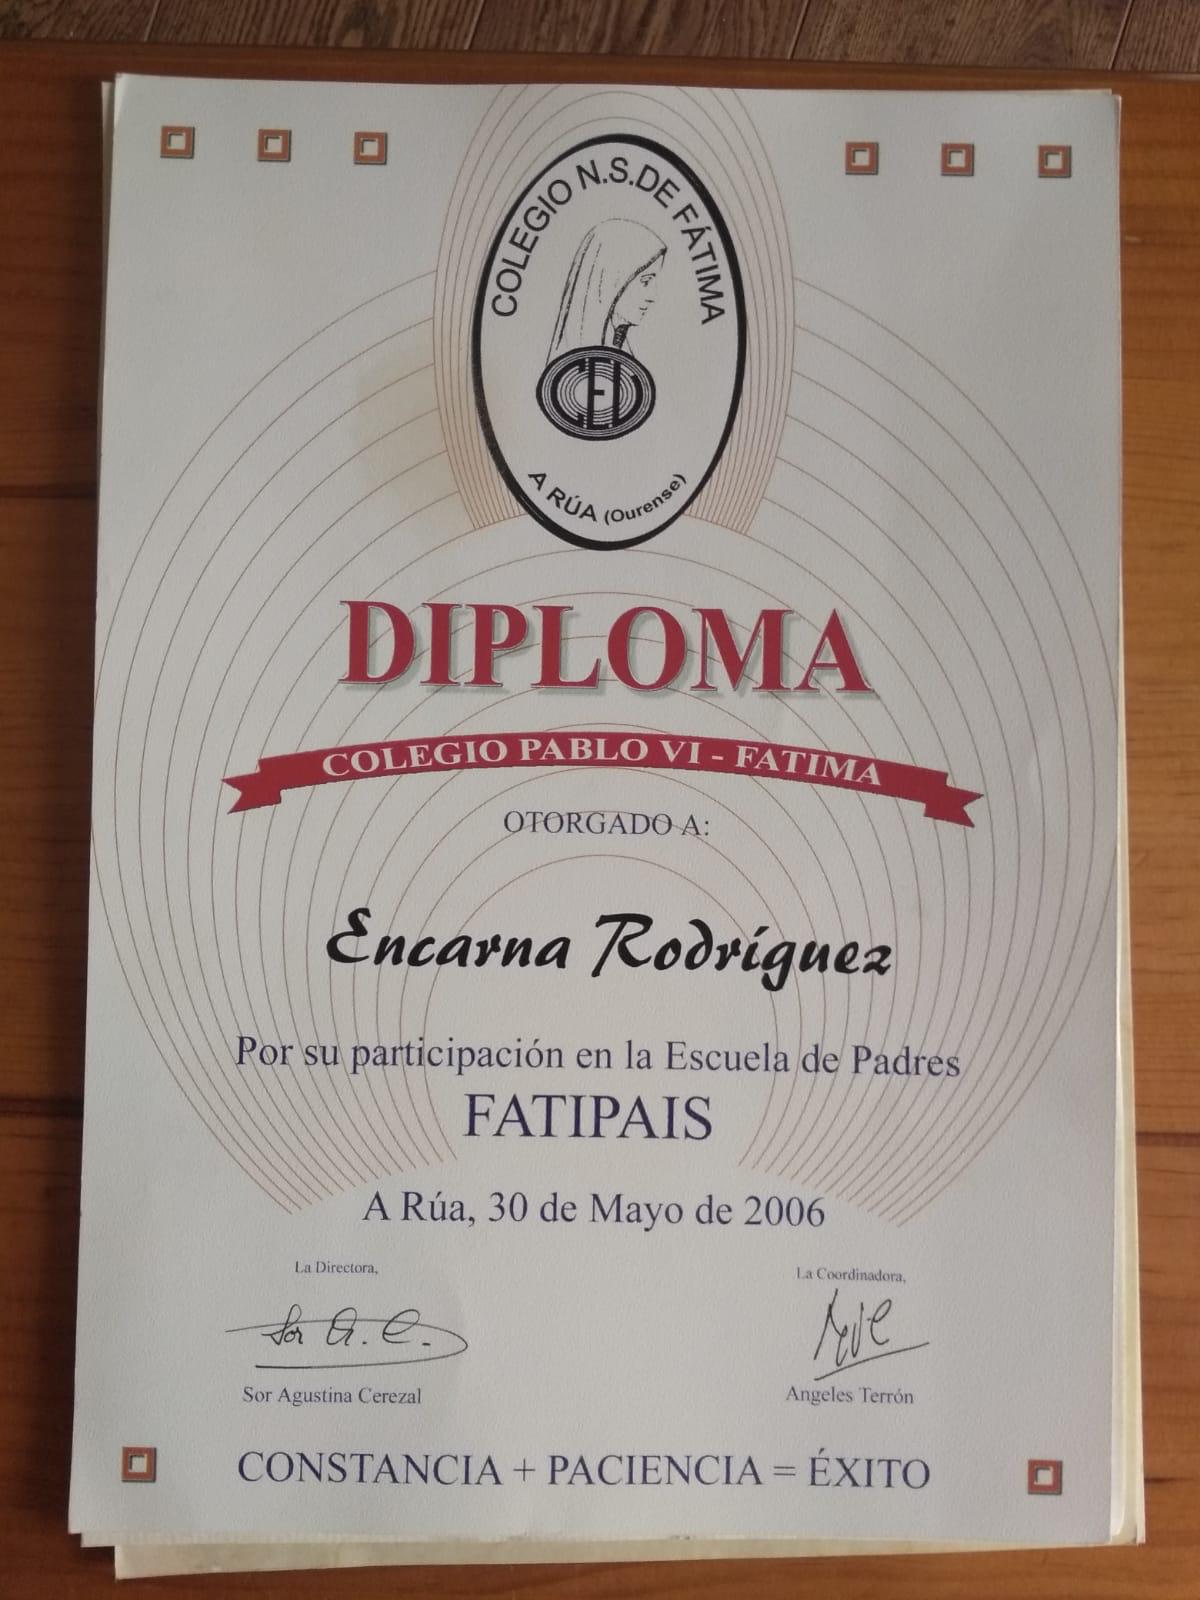 COLEGIO N.S.DE FÁTIMA
CEU
A RÚA (Ourense)
DIPLOMA
COLEGIO PABLO VI - FATIMA
OTORGADO A:
Encarna Rodríguez
Por su participación en la Escuela de Padres
FATIPAIS
A Rúa, 30 de Mayo de 2006
La Directora,
La Coordinadora,
Sor A. C.
Sor Agustina Cerezal
Angeles Terrón
CONSTANCIA + PACIENCIA = ÉXITO